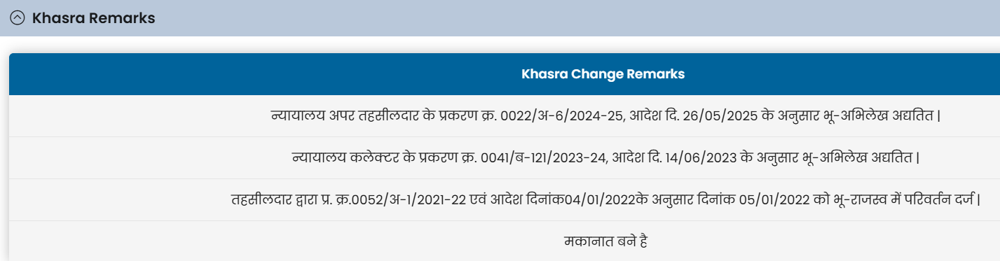 Khasra Remarks
Khasra Change Remarks
न्यायालय अपर तहसीलदार के प्रकरण क्र. 0022/अ-6/2024-25, आदेश दि. 26/05/2025 के अनुसार भू-अभिलेख अद्यतित |
न्यायालय कलेक्टर के प्रकरण क्र. 0041/ब-121/2023-24, आदेश दि. 14/06/2023 के अनुसार भू-अभिलेख अद्यतित |
तहसीलदार द्वारा प्र. क्र.0052/अ-1/2021-22 एवं आदेश दिनांक04/01/2022के अनुसार दिनांक 05/01/2022 को भू-राजस्व में परिवर्तन दर्ज |
मकानात बने है